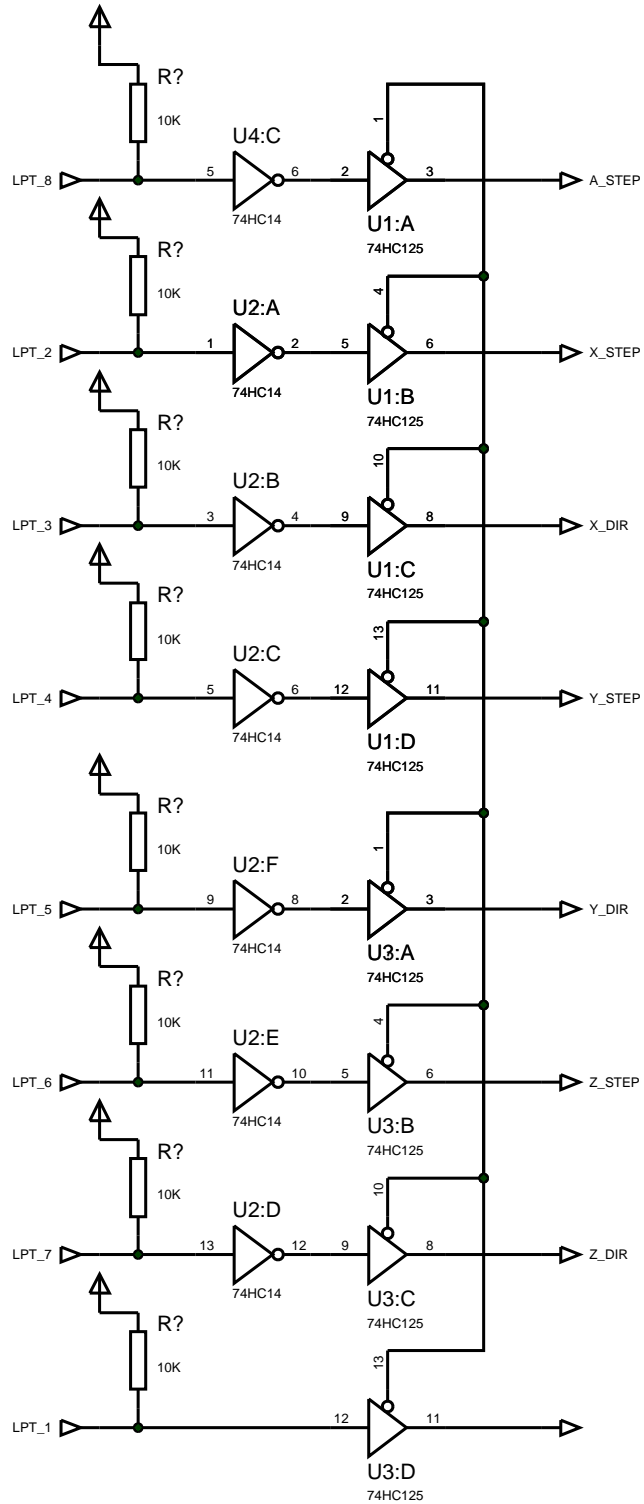 R?
10K
1
U4:C
LPT_8 5 6 2 3 A_STEP
74HC14
U1:A
74HC125
R?
10K
4
U2:A
LPT_2 1 2 5 6 X_STEP
74HC14
U1:B
74HC125
R?
10K
10
U2:B
LPT_3 3 4 9 8 X_DIR
74HC14
U1:C
74HC125
R?
10K
13
U2:C
LPT_4 5 6 12 11 Y_STEP
74HC14
U1:D
74HC125
R?
10K
1
U2:F
LPT_5 9 8 2 3 Y_DIR
74HC14
U3:A
74HC125
R?
10K
4
U2:E
LPT_6 11 10 5 6 Z_STEP
74HC14
U3:B
74HC125
R?
10K
10
U2:D
LPT_7 13 12 9 8 Z_DIR
74HC14
U3:C
74HC125
R?
10K
13
LPT_1 12 11
U3:D
74HC125